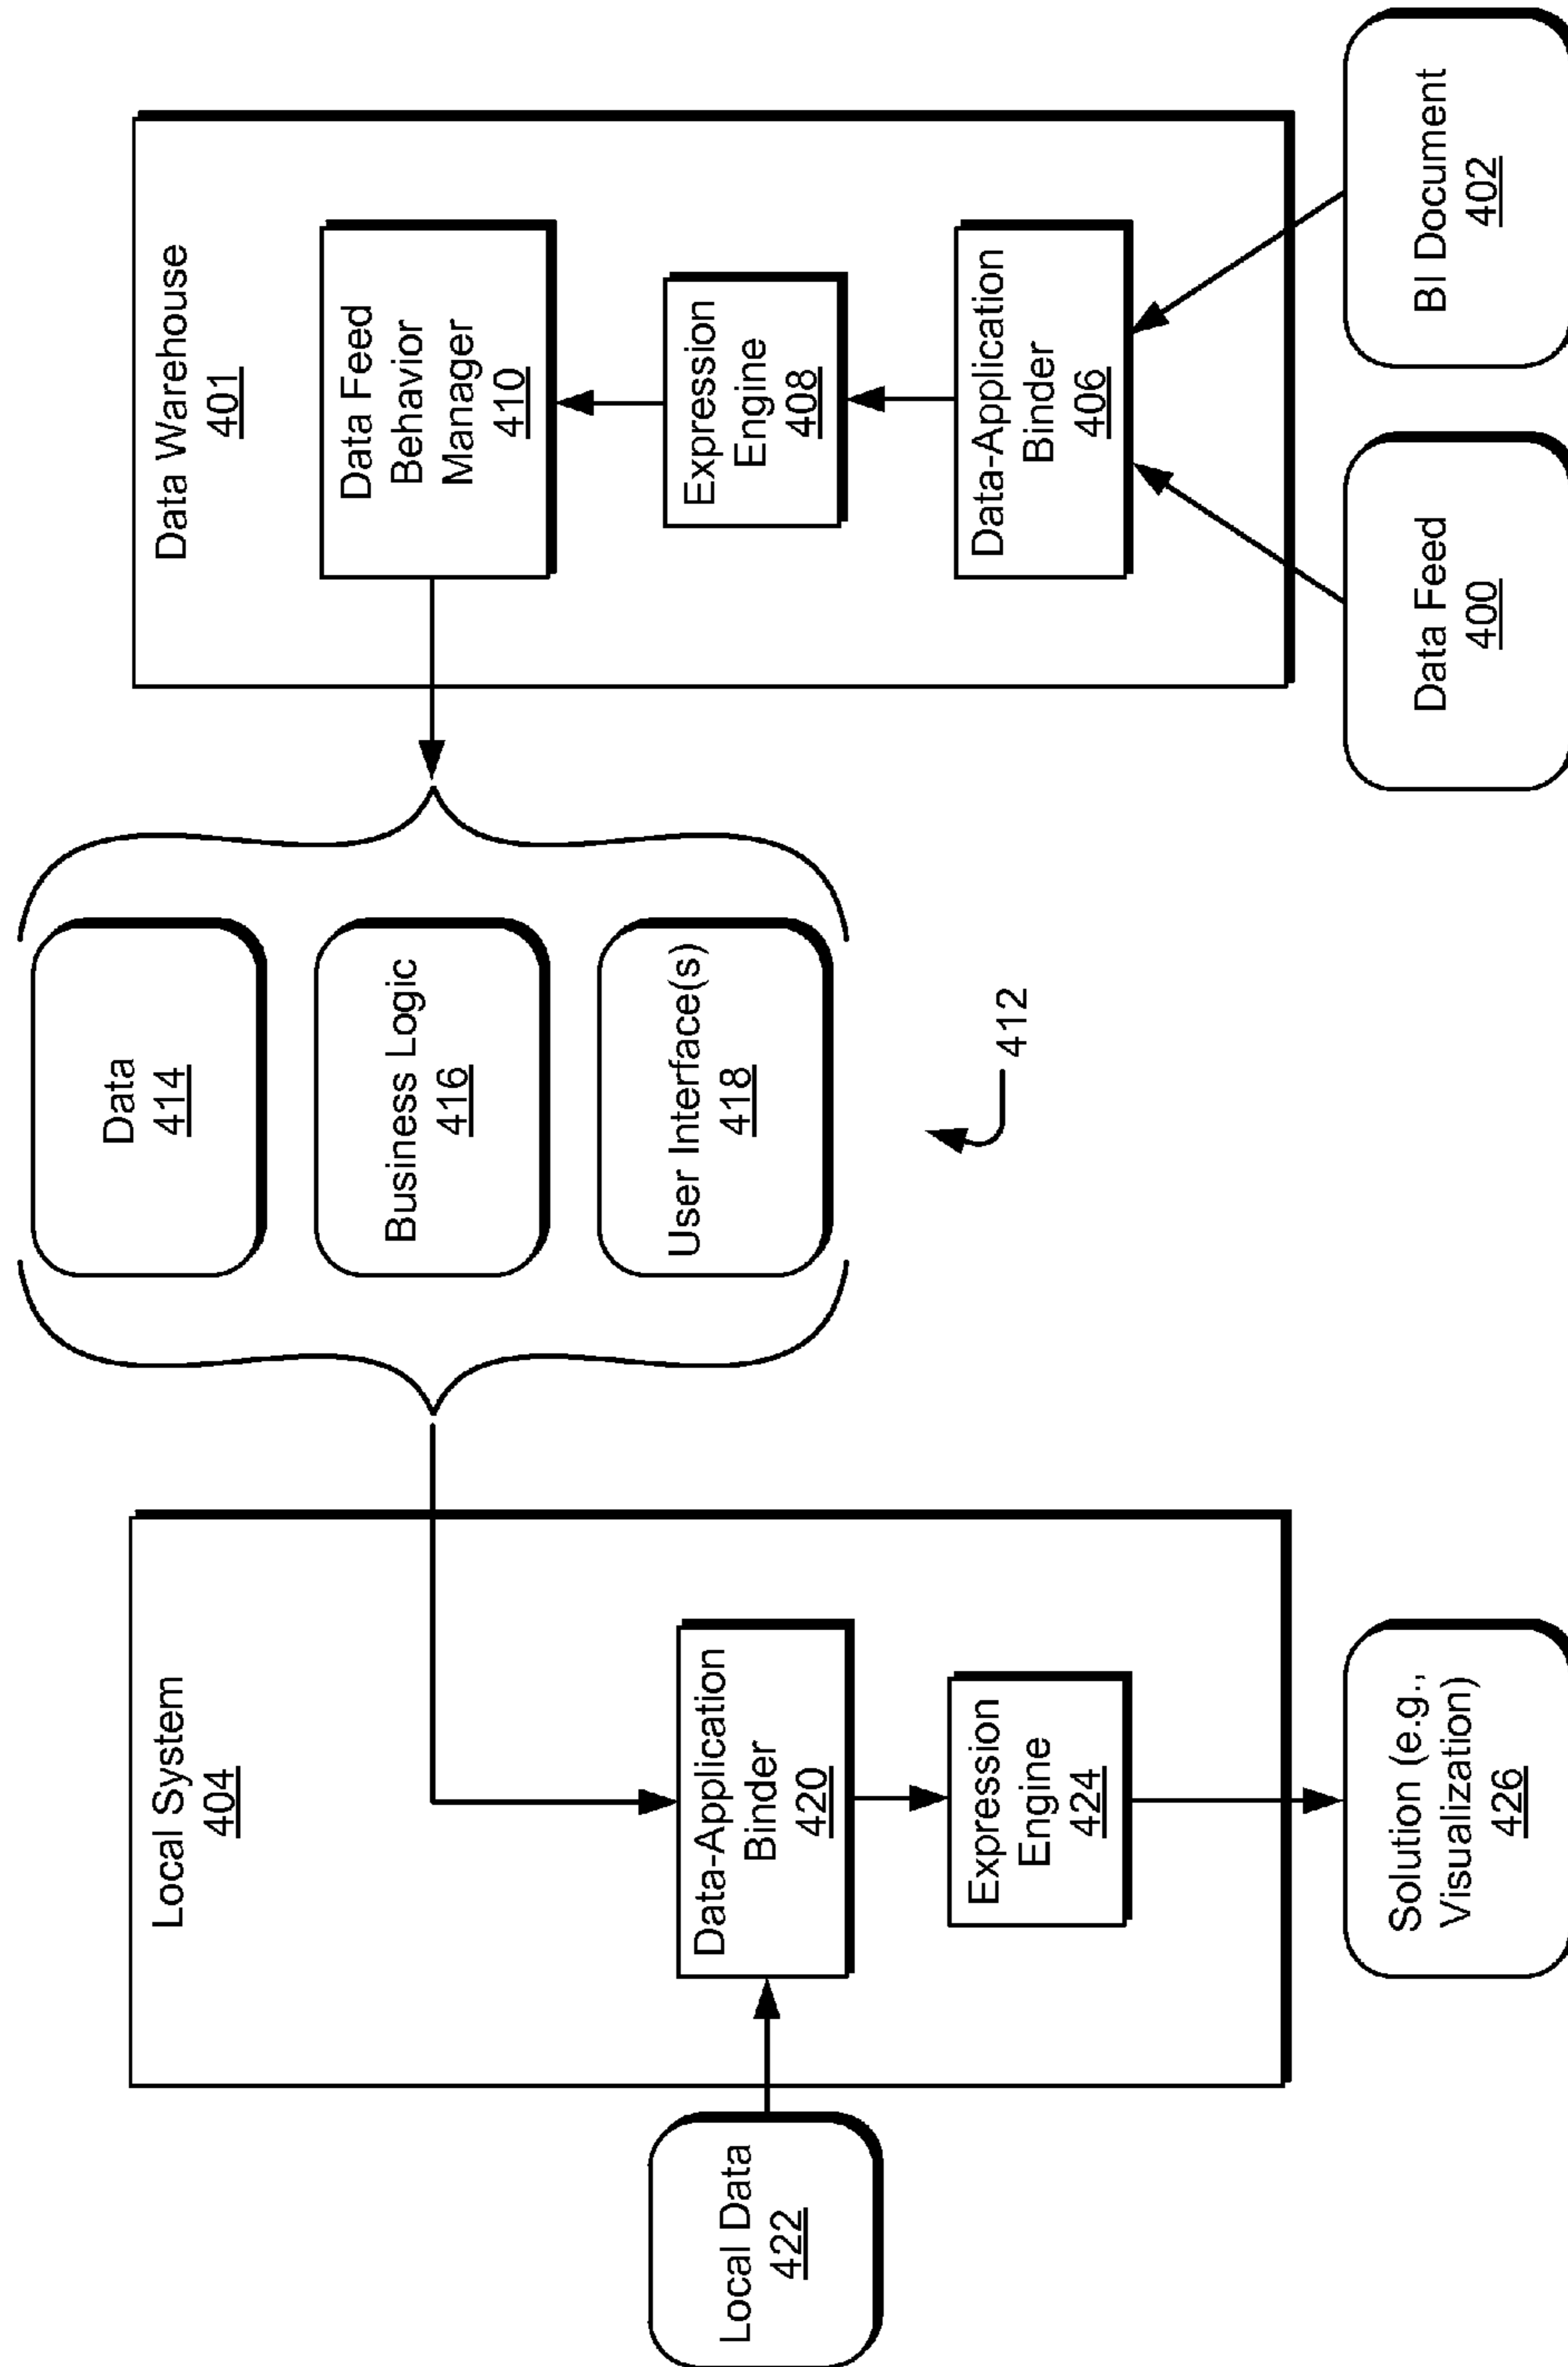 Local System
404
Data-Application
Binder
420
Expression
Engine
424
Local Data
422
Solution (e.g.,
Visualization)
426
Data
414
Business Logic
416
User Interface(s)
418
412
Data Warehouse
401
Data Feed
Behavior
Manager
410
Expression
Engine
408
Data-Application
Binder
406
Data Feed
400
BI Document
402